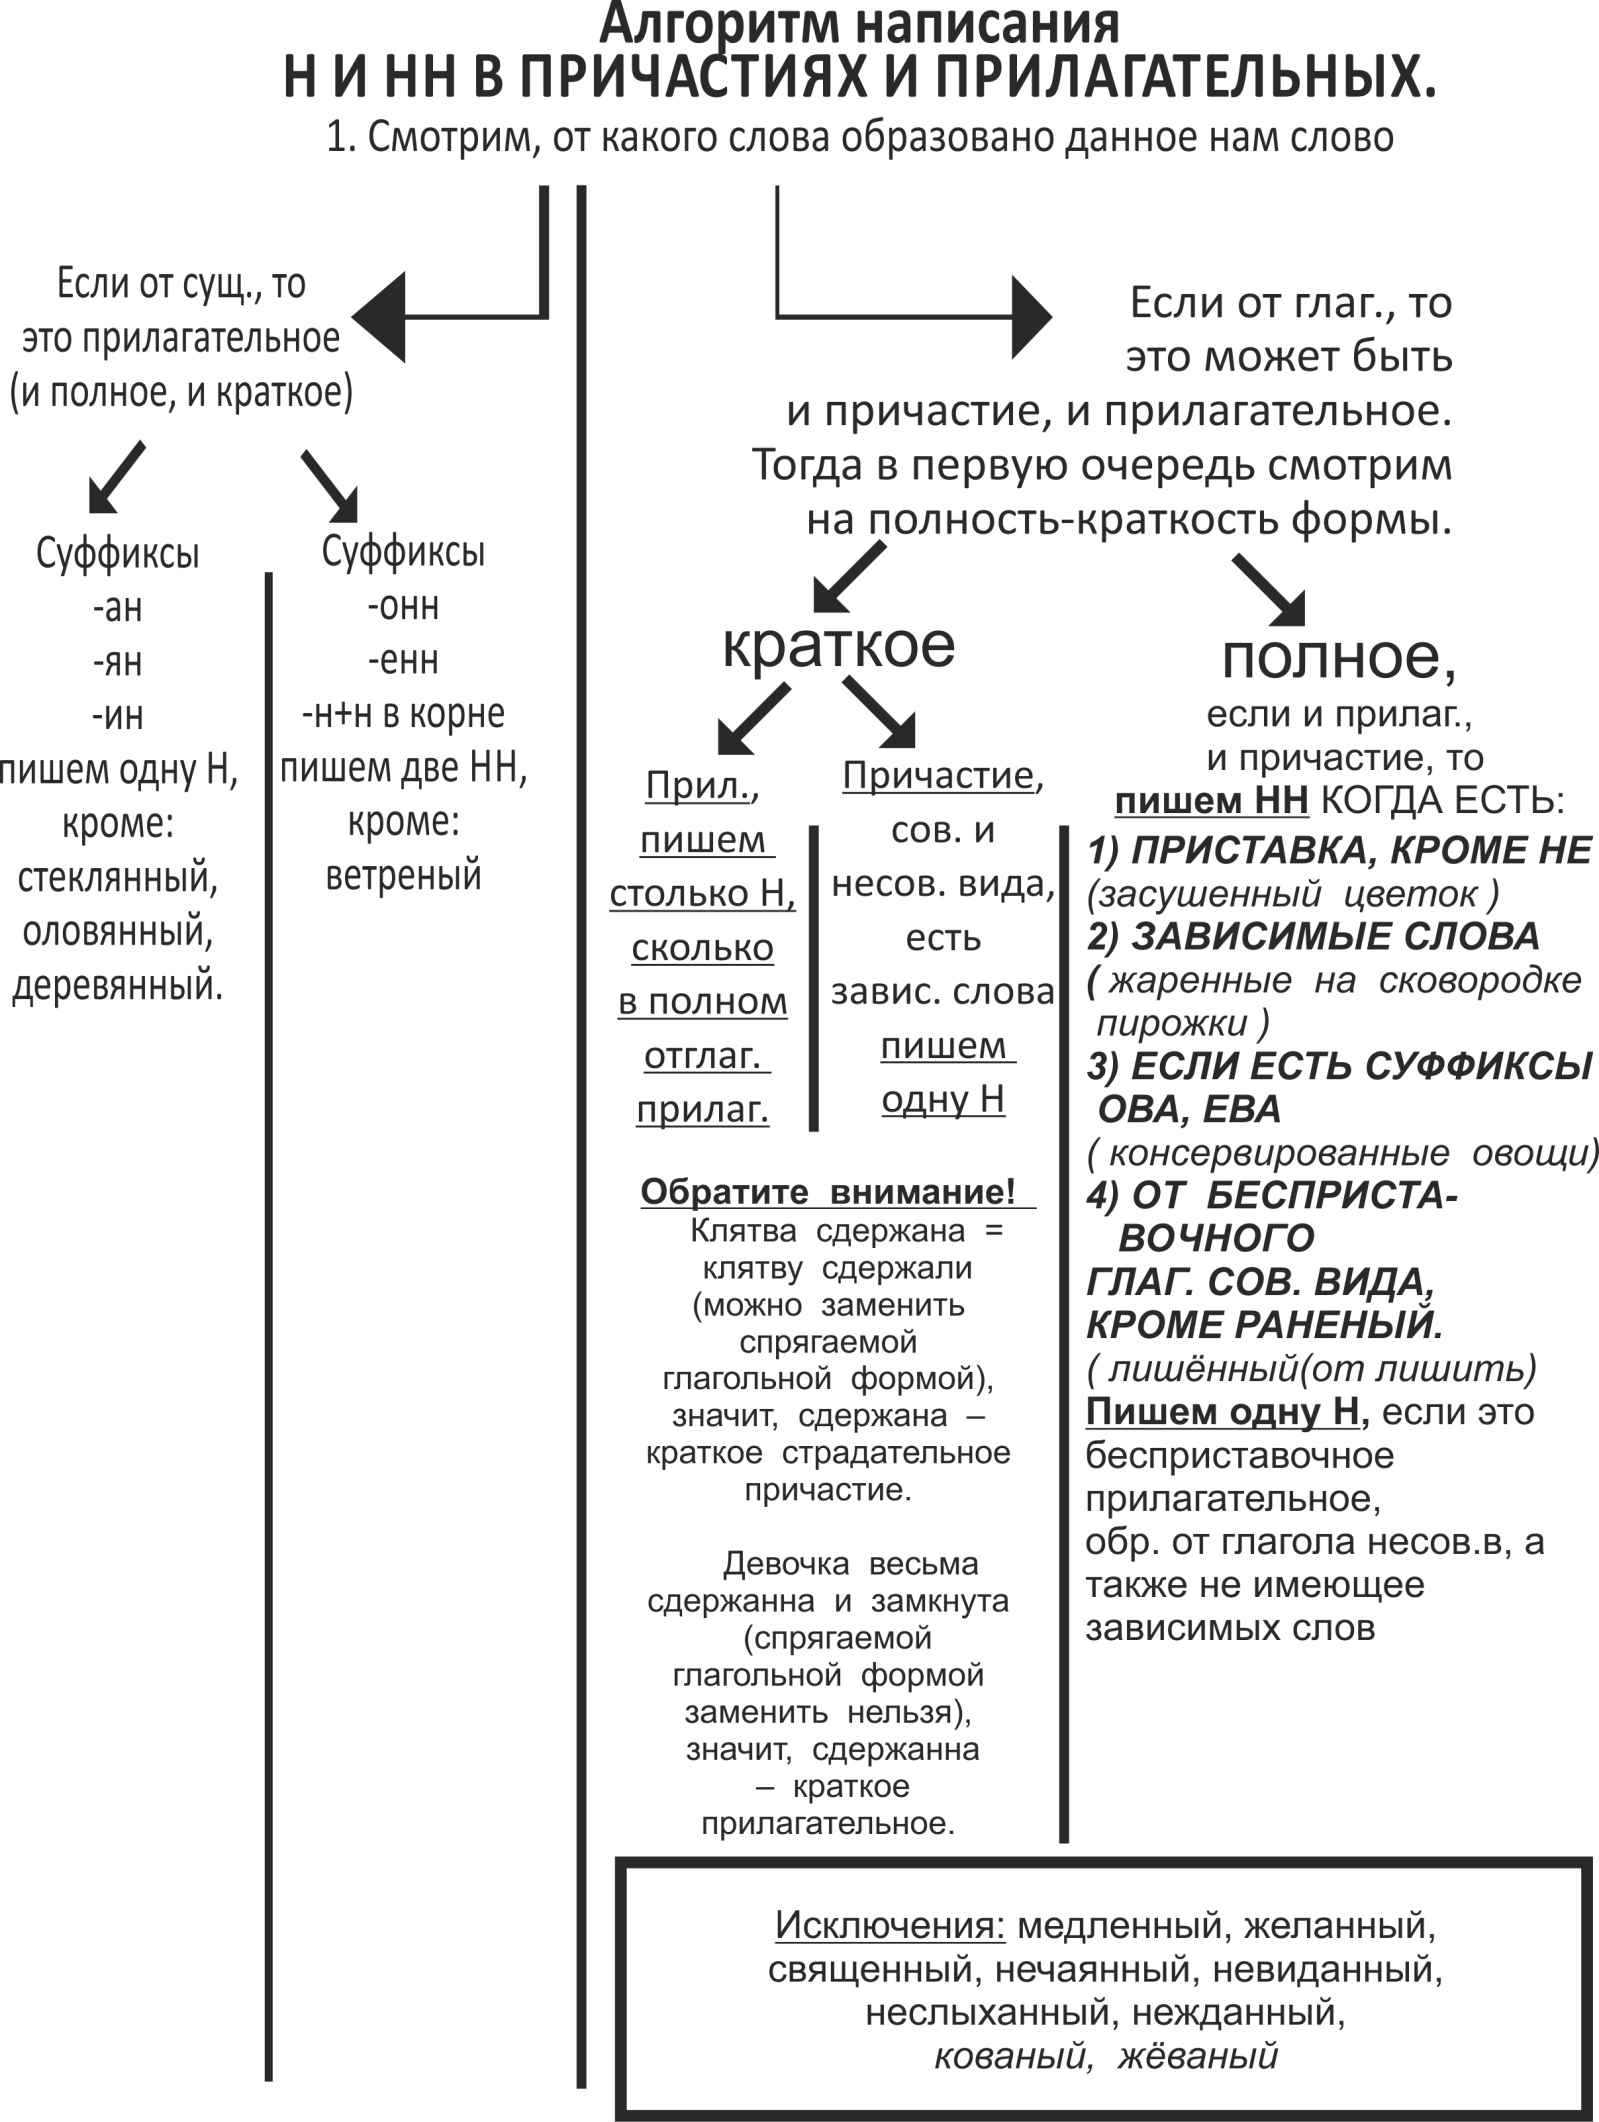 Алгоритм написания
Н И НН В ПРИЧАСТИЯХ И ПРИЛАГАТЕЛЬНЫХ.
1. Смотрим, от какого слова образовано данное нам слово
Если от сущ., то
это прилагательное
(и полное, и краткое)
Суффиксы
-ан
-ян
-ин
пишем одну Н,
кроме:
стеклянный,
оловянный,
деревянный.
Суффиксы
-онн
-енн
-н+н в корне
пишем две НН,
кроме:
ветреный
Если от глаг., то
это может быть
и причастие, и прилагательное.
Тогда в первую очередь смотрим
на полность-краткость формы.
краткое
Прил.,
пишем
столько Н,
сколько
в полном
отглаг.
прилаг.
Причастие,
сов. и
несов. вида,
есть
завис. слова
пишем
одну Н
Обратите внимание!
Клятва сдержана =
клятву сдержали
(можно заменить
спрягаемой
глагольной формой),
значит, сдержана –
краткое страдательное
причастие.
Девочка весьма
сдержанна и замкнута
(спрягаемой
глагольной формой
заменить нельзя),
значит, сдержанна
– краткое
прилагательное.
полное,
если и прилаг.,
и причастие, то
пишем НН КОГДА ЕСТЬ:
1) ПРИСТАВКА, КРОМЕ НЕ
(засушенный цветок )
2) ЗАВИСИМЫЕ СЛОВА
( жаренные на сковородке
пирожки )
3) ЕСЛИ ЕСТЬ СУФФИКСЫ
ОВА, ЕВА
( консервированные овощи)
4) ОТ БЕСПРИСТА-
ВОЧНОГО
ГЛАГ. СОВ. ВИДА,
КРОМЕ РАНЕНЫЙ.
( лишённый(от лишить)
Пишем одну Н, если это
бесприставочное
прилагательное,
обр. от глагола несов.в, а
также не имеющее
зависимых слов
Исключения: медленный, желанный,
священный, нечаянный, невиданный,
неслыханный, нежданный,
кованый, жёваный